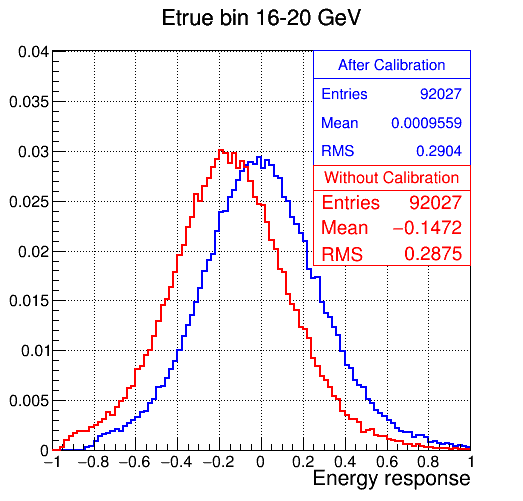 Etrue bin 16-20 GeV
After Calibration
Entries 92027
Mean 0.0009559
RMS 0.2904
Without Calibration
Entries 92027
Mean −0.1472
RMS 0.2875
0.04
0.035
0.03
0.025
0.02
0.015
0.01
0.005
0
−1 −0.8 −0.6 −0.4 −0.2 0 0.2 0.4 0.6 0.8 1
Energy response